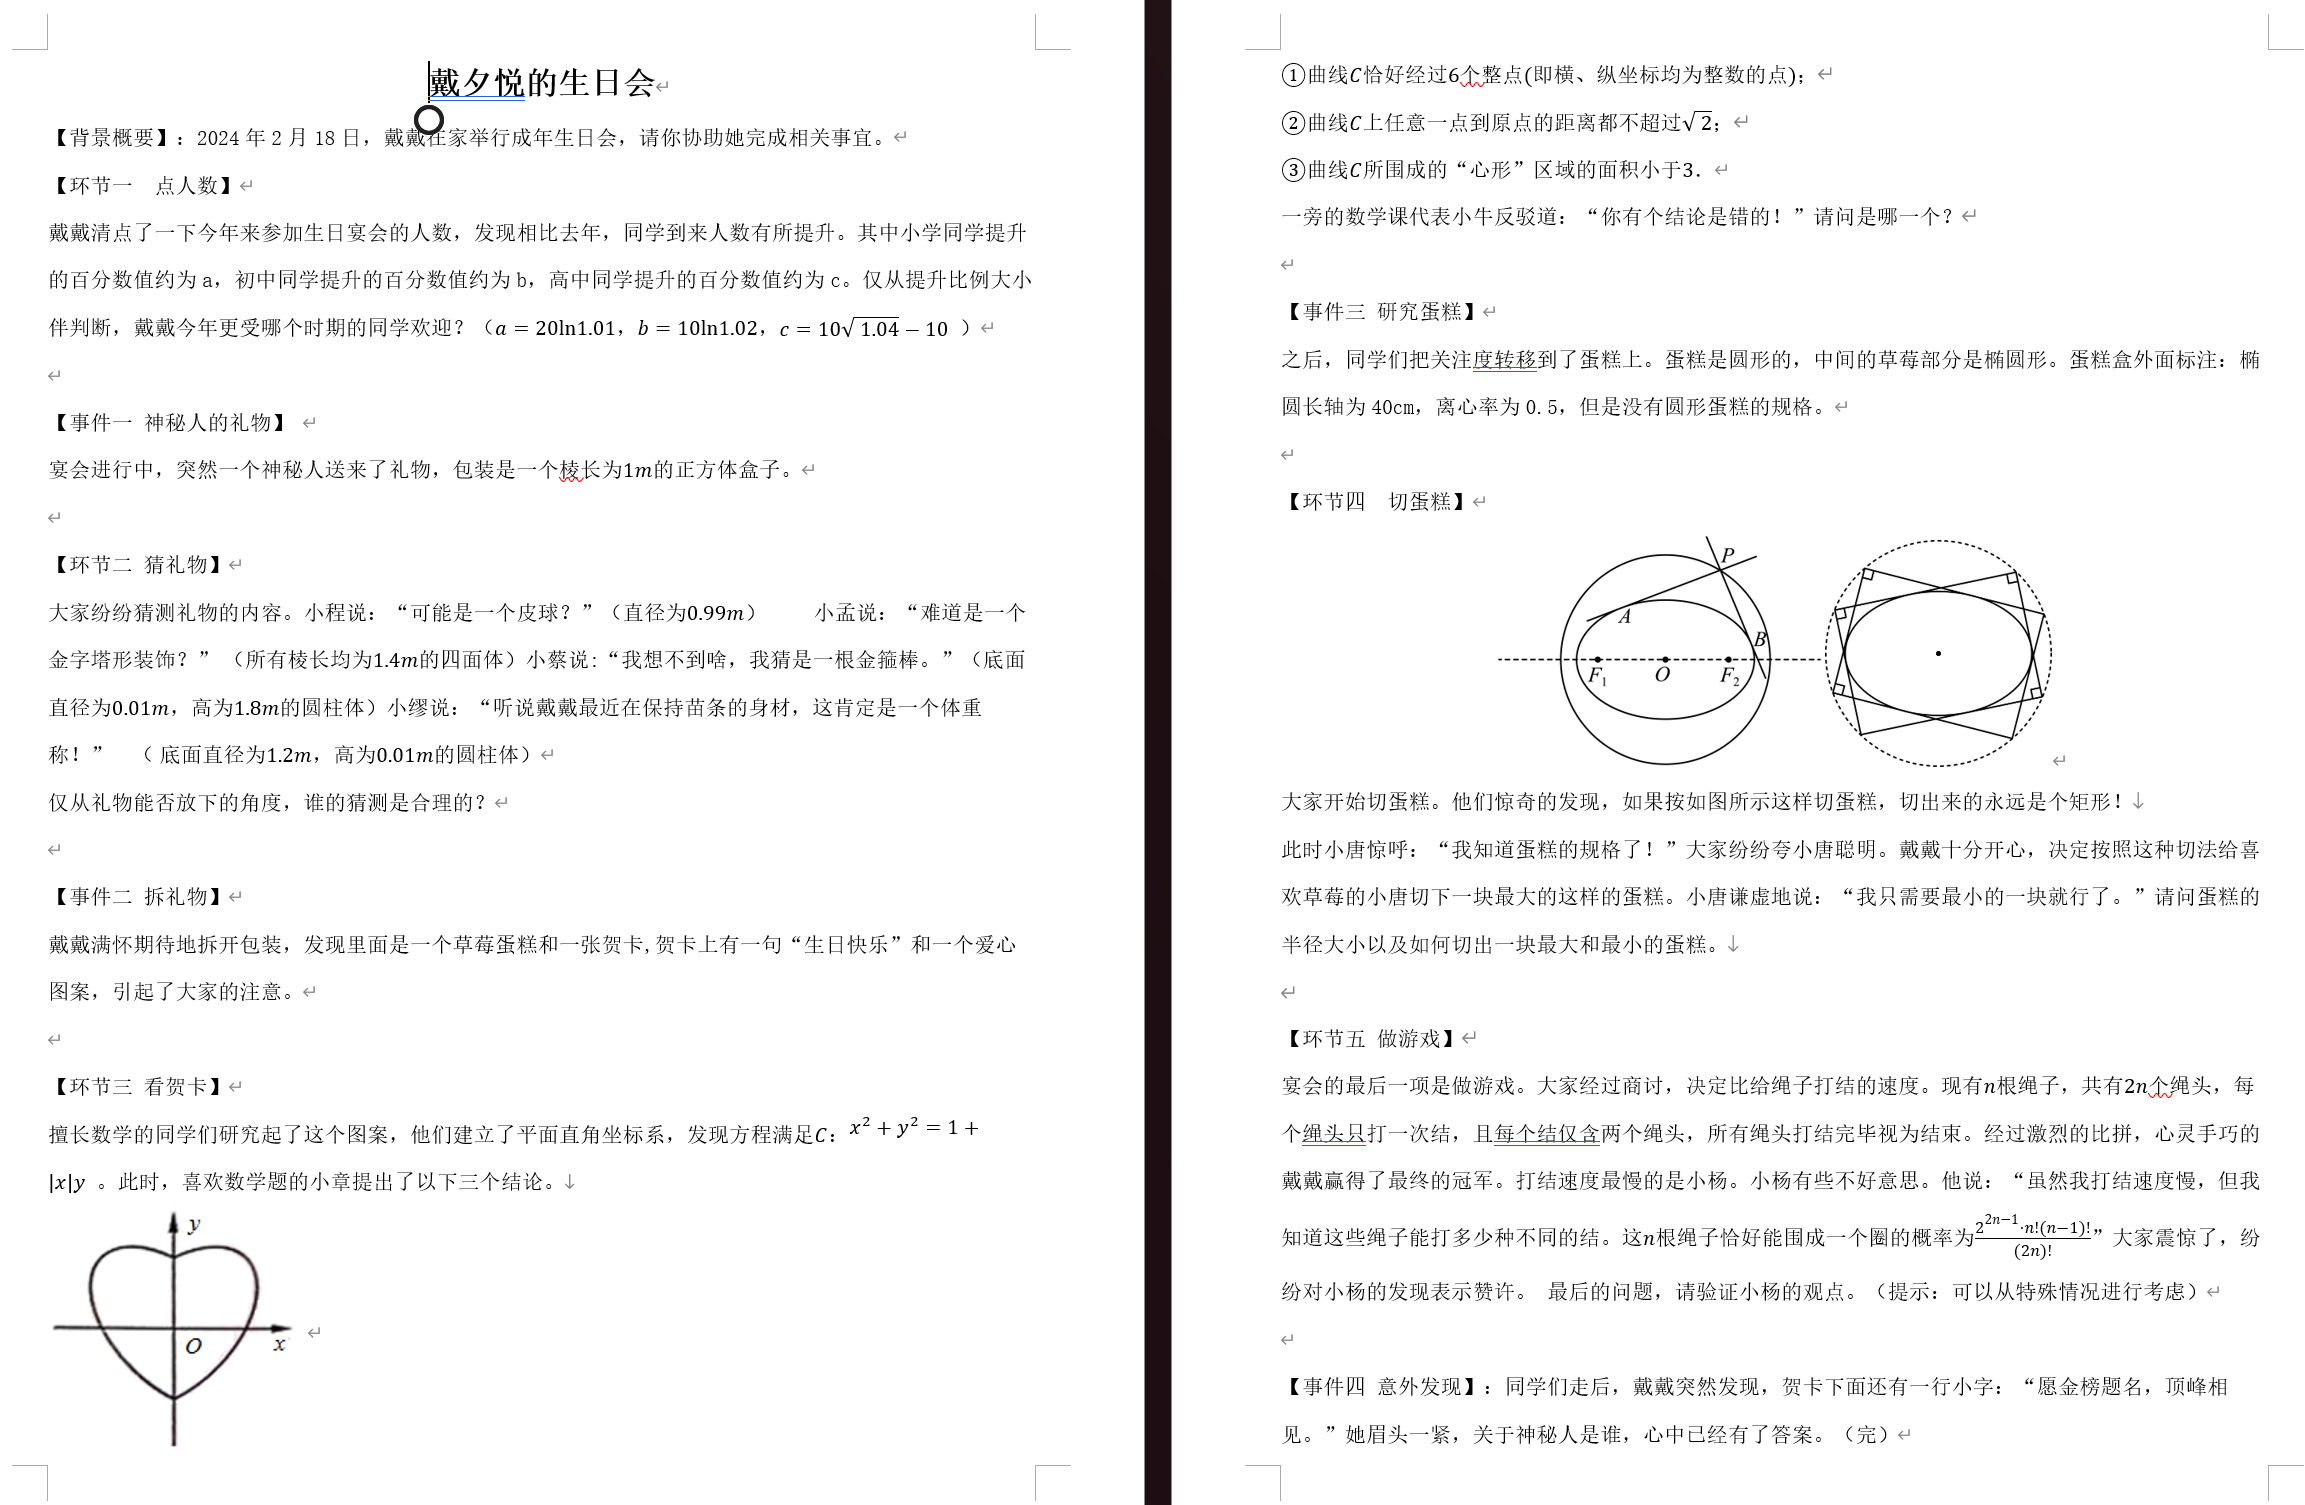 戴夕悦的生日会
【背景概要】：2024 年 2 月 18 日，戴戴在家举行成年生日会，请你协助她完成相关事宜。
【环节一　点人数】
戴戴清点了一下今年来参加生日宴会的人数，发现相比去年，同学到来人数有所提升。其中小学同学提升
的百分数值约为 a，初中同学提升的百分数值约为 b，高中同学提升的百分数值约为 c。仅从提升比例大小
伴判断，戴戴今年更受哪个时期的同学欢迎？（a = 20ln1.01，b = 10ln1.02，c = 10√1.04 − 10 ）
【事件一 神秘人的礼物】
宴会进行中，突然一个神秘人送来了礼物，包装是一个棱长为1m的正方体盒子。
【环节二 猜礼物】
大家纷纷猜测礼物的内容。小程说：“可能是一个皮球？”（直径为0.99m）　　小孟说：“难道是一个
金字塔形装饰？”（所有棱长均为1.4m的四面体）小蔡说:“我想不到啥，我猜是一根金箍棒。”（底面
直径为0.01m，高为1.8m的圆柱体）小缪说：“听说戴戴最近在保持苗条的身材，这肯定是一个体重
称！”　（ 底面直径为1.2m，高为0.01m的圆柱体）
仅从礼物能否放下的角度，谁的猜测是合理的？
【事件二 拆礼物】
戴戴满怀期待地拆开包装，发现里面是一个草莓蛋糕和一张贺卡,贺卡上有一句“生日快乐”和一个爱心
图案，引起了大家的注意。
【环节三 看贺卡】
擅长数学的同学们研究起了这个图案，他们建立了平面直角坐标系，发现方程满足C：x² + y² = 1 +
|x|y 。此时，喜欢数学题的小章提出了以下三个结论。
y
O
x
①曲线C恰好经过6个整点(即横、纵坐标均为整数的点)；
②曲线C上任意一点到原点的距离都不超过√2；
③曲线C所围成的“心形”区域的面积小于3．
一旁的数学课代表小牛反驳道：“你有个结论是错的！”请问是哪一个？
【事件三 研究蛋糕】
之后，同学们把关注度转移到了蛋糕上。蛋糕是圆形的，中间的草莓部分是椭圆形。蛋糕盒外面标注：椭
圆长轴为 40cm，离心率为 0.5，但是没有圆形蛋糕的规格。
【环节四　切蛋糕】
P
A
B
F₁ O F₂
大家开始切蛋糕。他们惊奇的发现，如果按如图所示这样切蛋糕，切出来的永远是个矩形！
此时小唐惊呼：“我知道蛋糕的规格了！”大家纷纷夸小唐聪明。戴戴十分开心，决定按照这种切法给喜
欢草莓的小唐切下一块最大的这样的蛋糕。小唐谦虚地说：“我只需要最小的一块就行了。”请问蛋糕的
半径大小以及如何切出一块最大和最小的蛋糕。
【环节五 做游戏】
宴会的最后一项是做游戏。大家经过商讨，决定比给绳子打结的速度。现有n根绳子，共有2n个绳头，每
个绳头只打一次结，且每个结仅含两个绳头，所有绳头打结完毕视为结束。经过激烈的比拼，心灵手巧的
戴戴赢得了最终的冠军。打结速度最慢的是小杨。小杨有些不好意思。他说：“虽然我打结速度慢，但我
知道这些绳子能打多少种不同的结。这n根绳子恰好能围成一个圈的概率为2^(2n−1)·n!(n−1)!/(2n)!”大家震惊了，纷
纷对小杨的发现表示赞许。 最后的问题，请验证小杨的观点。（提示：可以从特殊情况进行考虑）
【事件四 意外发现】：同学们走后，戴戴突然发现，贺卡下面还有一行小字：“愿金榜题名，顶峰相
见。”她眉头一紧，关于神秘人是谁，心中已经有了答案。（完）